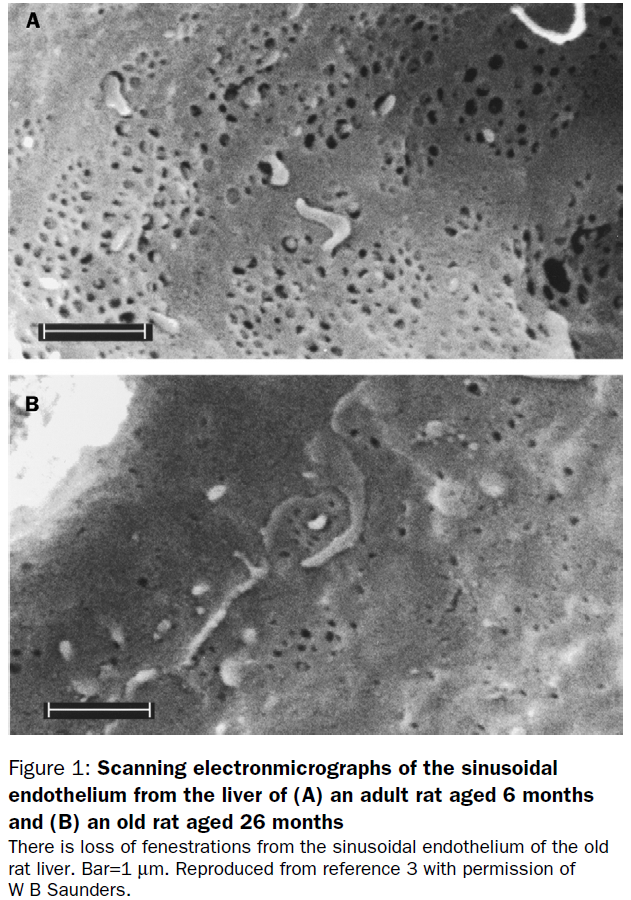 A
B
Figure 1: Scanning electronmicrographs of the sinusoidal
endothelium from the liver of (A) an adult rat aged 6 months
and (B) an old rat aged 26 months
There is loss of fenestrations from the sinusoidal endothelium of the old
rat liver. Bar=1 μm. Reproduced from reference 3 with permission of
W B Saunders.